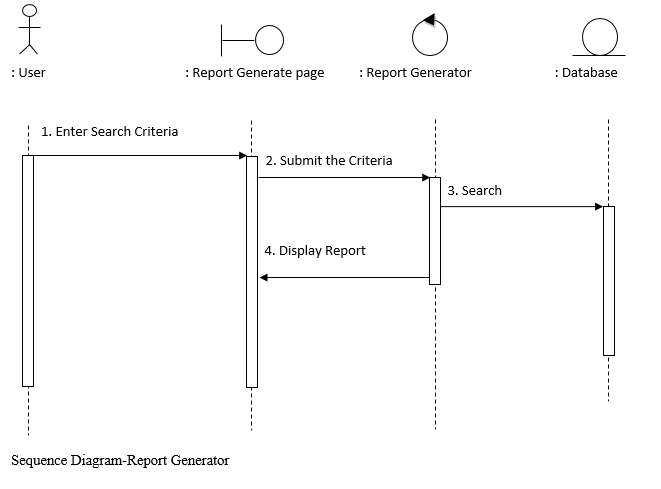 : User
: Report Generate page
: Report Generator
: Database
1. Enter Search Criteria
2. Submit the Criteria
3. Search
4. Display Report
Sequence Diagram-Report Generator